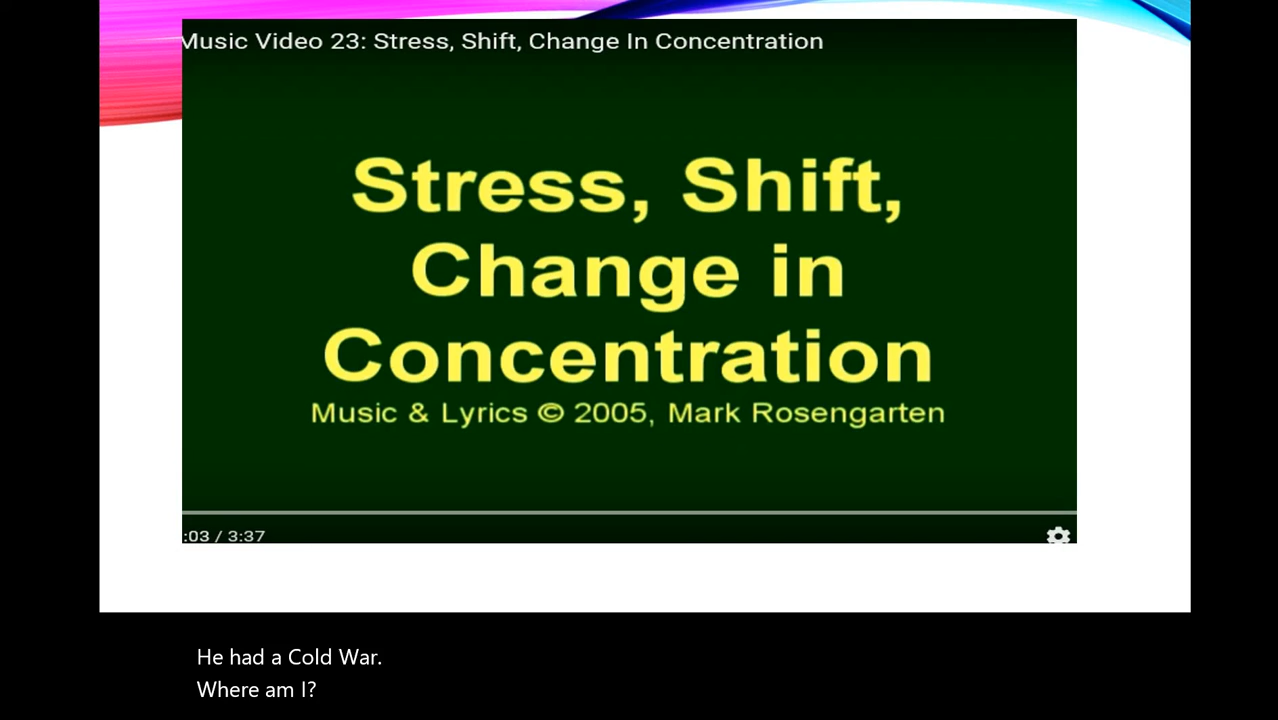 Music Video 23: Stress, Shift, Change In Concentration
Stress, Shift,
Change in
Concentration
Music & Lyrics © 2005, Mark Rosengarten
:03 / 3:37
He had a Cold War.
Where am I?